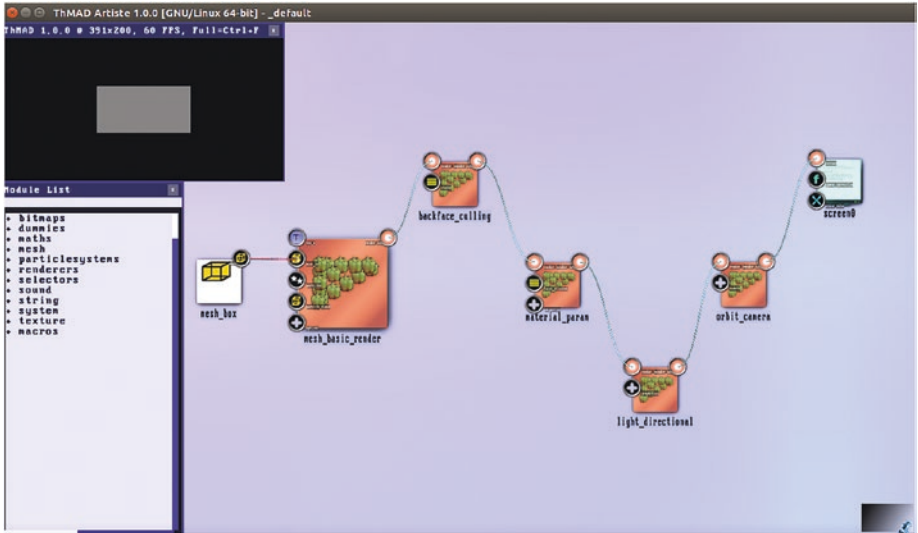 ThMAD Artiste 1.0.0 [GNU/Linux 64-bit] - _default
ThMAD 1.0.0 @ 391x200, 60 FPS, Full=Ctrl+F
Module List
bitmaps
dummies
maths
mesh
particlesystems
renderers
selectors
sound
string
system
texture
macros
backface_culling
screen0
mesh_box
mesh_basic_render
material_param
orbit_camera
light_directional